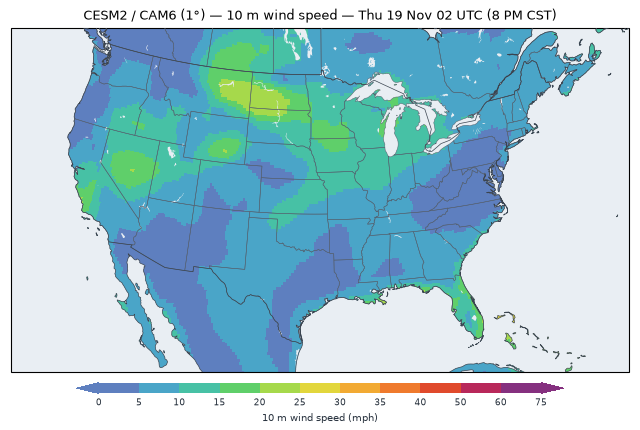 CESM2 / CAM6 (1°) — 10 m wind speed — Thu 19 Nov 02 UTC (8 PM CST)
0 5 10 15 20 25 30 35 40 50 60 75
10 m wind speed (mph)